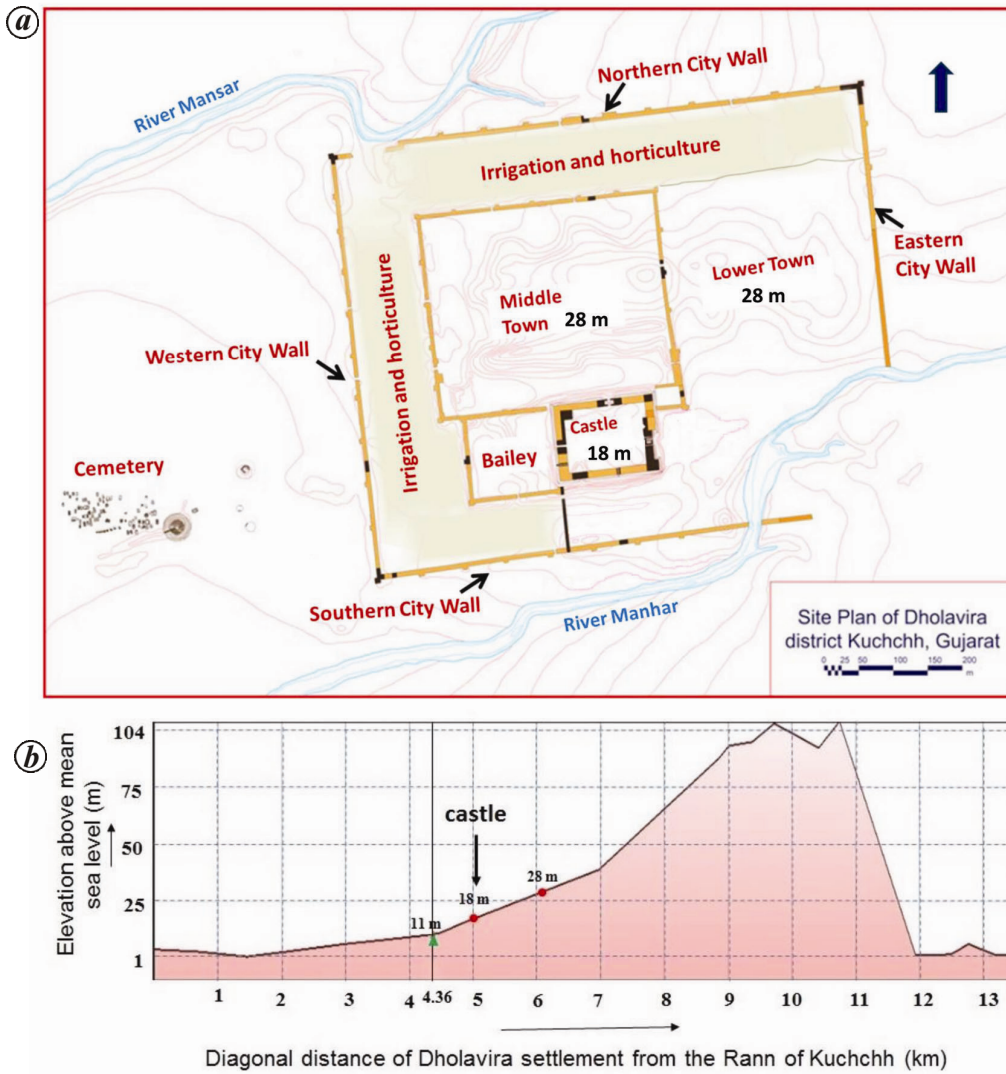 a
Northern City Wall
River Mansar
Irrigation and horticulture
Eastern
City Wall
Lower Town
28 m
Middle
Town 28 m
Irrigation and horticulture
Western City Wall
Castle
18 m
Bailey
Cemetery
Southern City Wall
River Manhar
Site Plan of Dholavira
district Kuchchh, Gujarat
0 25 50 100 150 200
m
b
Elevation above mean
sea level (m)
104
75
50
25
1
castle
11 m
18 m
28 m
1 2 3 4 4.36 5 6 7 8 9 10 11 12 13
Diagonal distance of Dholavira settlement from the Rann of Kuchchh (km)